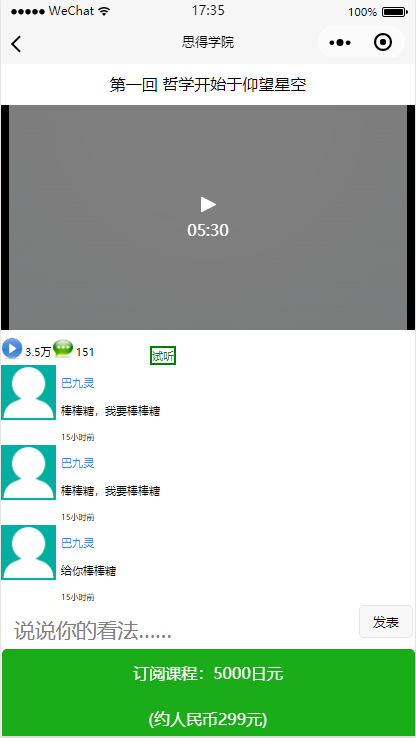 WeChat 17:35 100%
思得学院
第一回 哲学开始于仰望星空
05:30
3.5万 151 试听
巴九灵
棒棒糖，我要棒棒糖
15小时前
巴九灵
棒棒糖，我要棒棒糖
15小时前
巴九灵
给你棒棒糖
15小时前
说说你的看法...... 发表
订阅课程：5000日元
(约人民币299元)